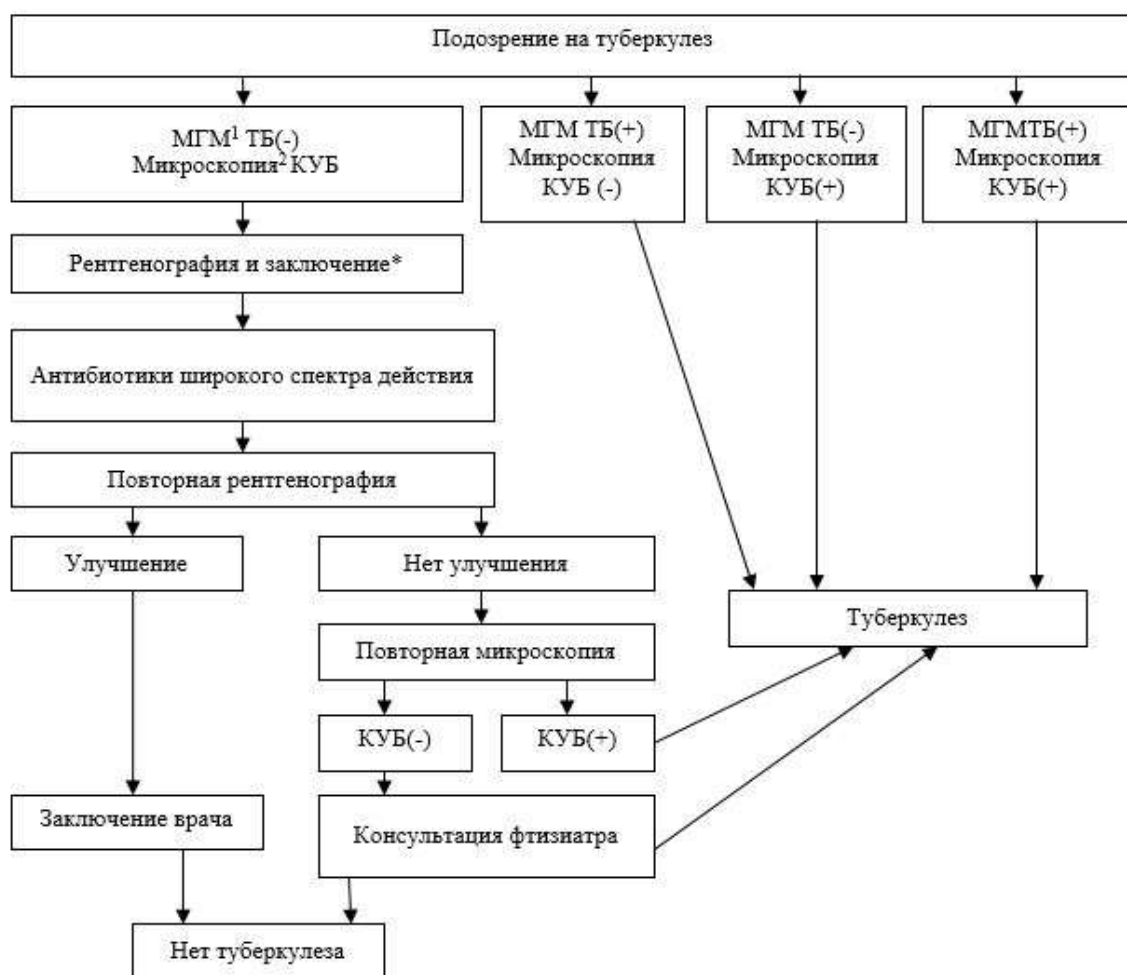 Подозрение на туберкулез
МГМ¹ ТБ(-)
Микроскопия² КУБ
МГМ ТБ(+)
Микроскопия
КУБ (-)
МГМ ТБ(-)
Микроскопия
КУБ(+)
МГМТБ(+)
Микроскопия
КУБ(+)
Рентгенография и заключение*
Антибиотики широкого спектра действия
Повторная рентгенография
Улучшение
Нет улучшения
Туберкулез
Повторная микроскопия
КУБ(-)
КУБ(+)
Заключение врача
Консультация фтизиатра
Нет туберкулеза